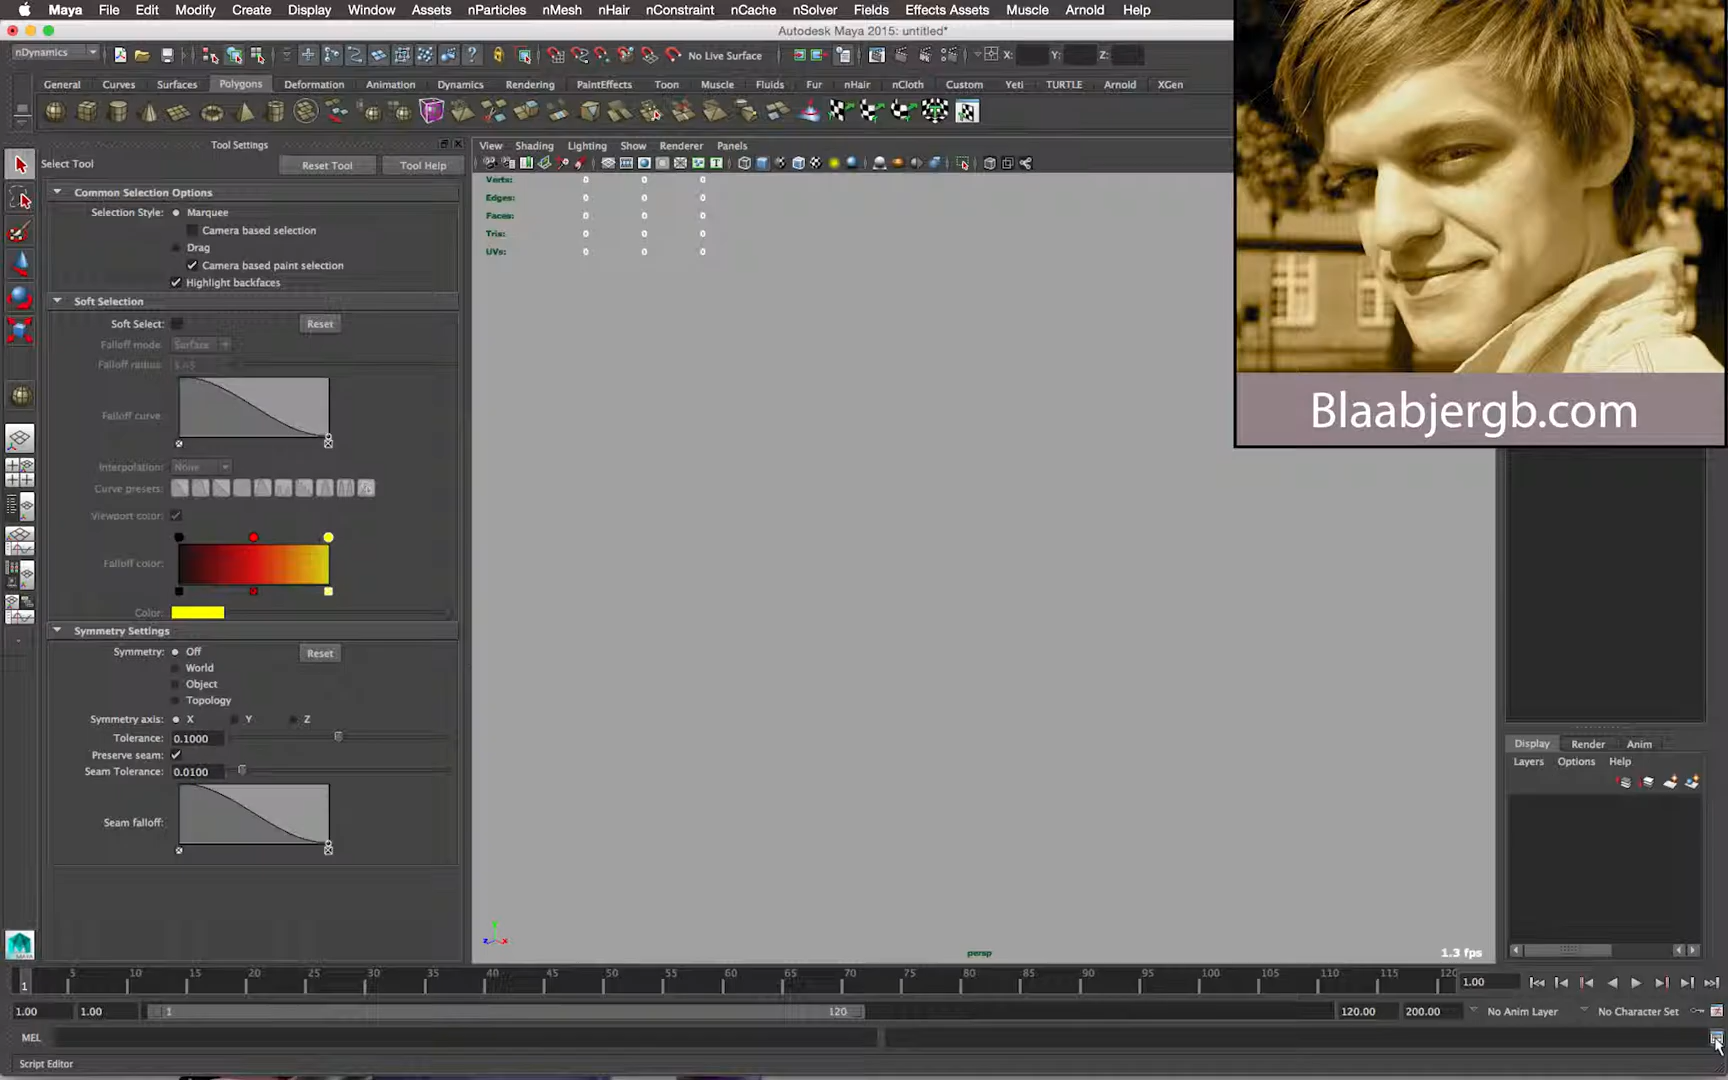 Maya File Edit Modify Create Display Window Assets nParticles nMesh nHair nConstraint nCache nSolver Fields Effects Assets Muscle Arnold Help
Autodesk Maya 2015: untitled*
nDynamics No Live Surface X: Y: Z:
General Curves Surfaces Polygons Deformation Animation Dynamics Rendering PaintEffects Toon Muscle Fluids Fur nHair nCloth Custom Yeti TURTLE Arnold XGen
Tool Settings
Select Tool Reset Tool Tool Help
Common Selection Options
Selection Style: Marquee
Camera based selection
Drag
Camera based paint selection
Highlight backfaces
Soft Selection
Soft Select: Reset
Falloff mode: Surface
Falloff radius:
Falloff curve:
Interpolation: None
Curve presets:
Viewport color:
Falloff color:
Color:
Symmetry Settings
Symmetry: Off Reset
World
Object
Topology
Symmetry axis: X Y Z
Tolerance: 0.1000
Preserve seam:
Seam Tolerance: 0.0100
Seam falloff:
View Shading Lighting Show Renderer Panels
Verts: 0 0 0
Edges: 0 0 0
Faces: 0 0 0
Tris: 0 0 0
UVs: 0 0 0
Blaabjergb.com
Display Render Anim
Layers Options Help
persp 1.3 fps
1 5 10 15 20 25 30 35 40 45 50 55 60 65 70 75 80 85 90 95 100 105 110 115 120 1.00
1.00 1.00 1 120 120.00 200.00 No Anim Layer No Character Set
MEL
Script Editor